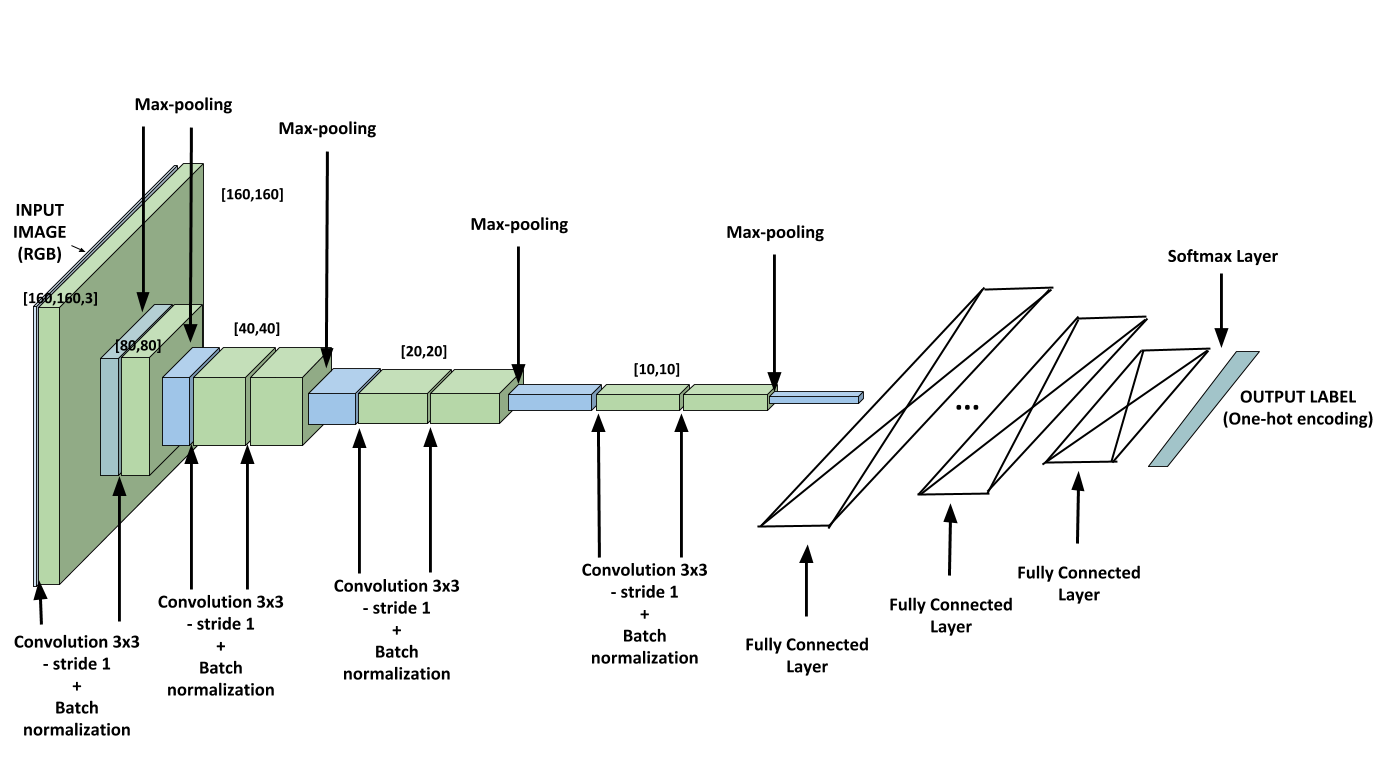 Max-pooling
Max-pooling
[160,160]
INPUT
IMAGE
(RGB)
Max-pooling
Max-pooling
Softmax Layer
[160,160,3]
[80,80]
[40,40]
[20,20]
[10,10]
...
OUTPUT LABEL
(One-hot encoding)
Convolution 3x3
- stride 1
+
Batch
normalization
Convolution 3x3
- stride 1
+
Batch
normalization
Convolution 3x3
- stride 1
+
Batch
normalization
Convolution 3x3
- stride 1
+
Batch
normalization
Fully Connected
Layer
Fully Connected
Layer
Fully Connected
Layer